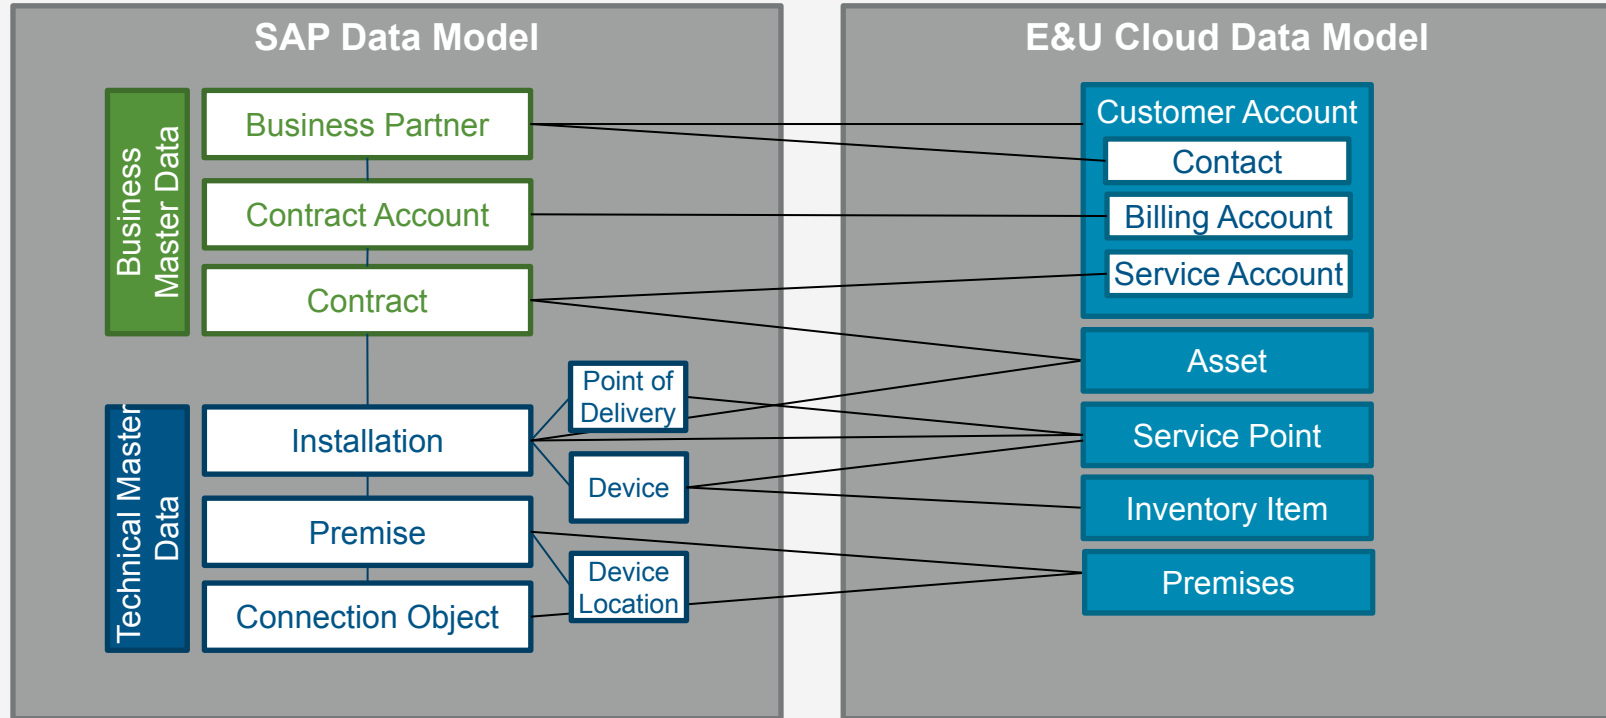 SAP Data Model
Business
Master Data
Business Partner
Contract Account
Contract
Technical Master
Data
Installation
Premise
Connection Object
Point of
Delivery
Device
Device
Location
E&U Cloud Data Model
Customer Account
Contact
Billing Account
Service Account
Asset
Service Point
Inventory Item
Premises